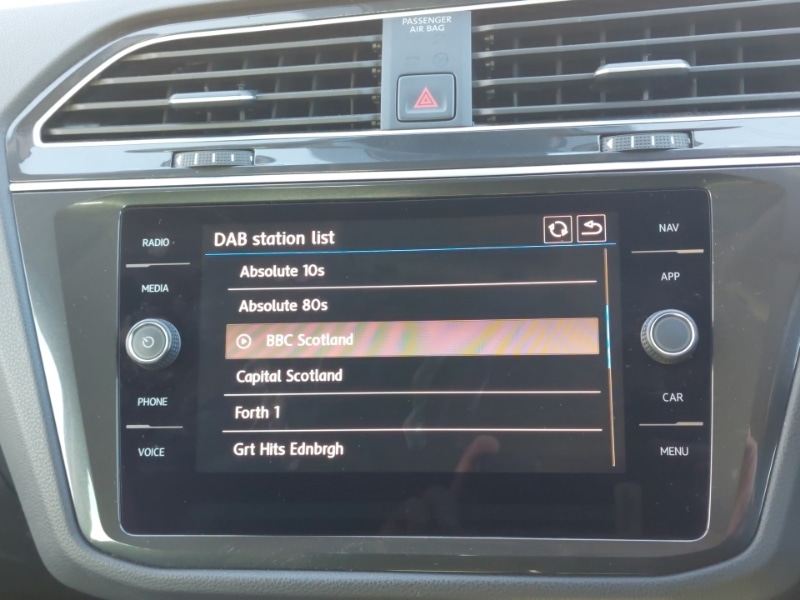 PASSENGER
AIR BAG
RADIO
MEDIA
PHONE
VOICE
DAB station list
Absolute 10s
Absolute 80s
BBC Scotland
Capital Scotland
Forth 1
Grt Hits Ednbrgh
NAV
APP
CAR
MENU